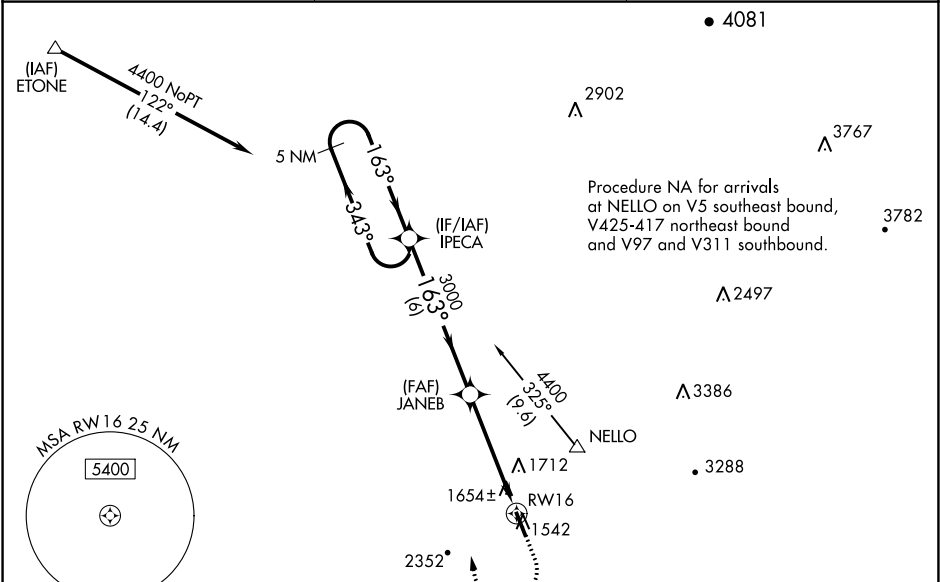 4081
(IAF)
ETONE
4400 NoPT
122°
(14.4)
2902
3767
5 NM
163°
343°
Procedure NA for arrivals
at NELLO on V5 southeast bound,
V425-417 northeast bound
and V97 and V311 southbound.
3782
(IF/IAF)
IPECA
3000
163°
(6)
2497
(FAF)
JANEB
4400
325°
(9.6)
3386
NELLO
MSA RW16 25 NM
5400
1712
3288
1654±
RW16
1542
2352